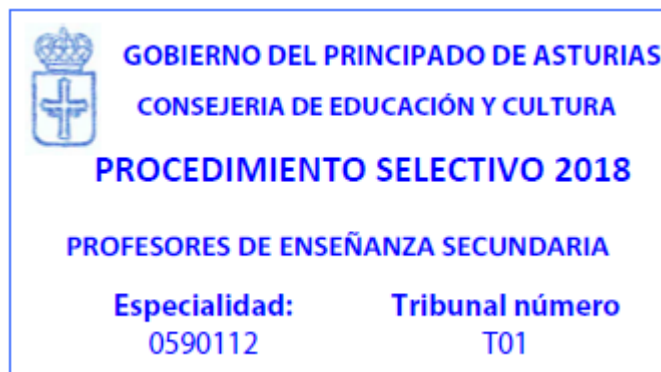 GOBIERNO DEL PRINCIPADO DE ASTURIAS
CONSEJERIA DE EDUCACIÓN Y CULTURA
PROCEDIMIENTO SELECTIVO 2018
PROFESORES DE ENSEÑANZA SECUNDARIA
Especialidad: Tribunal número
0590112 T01